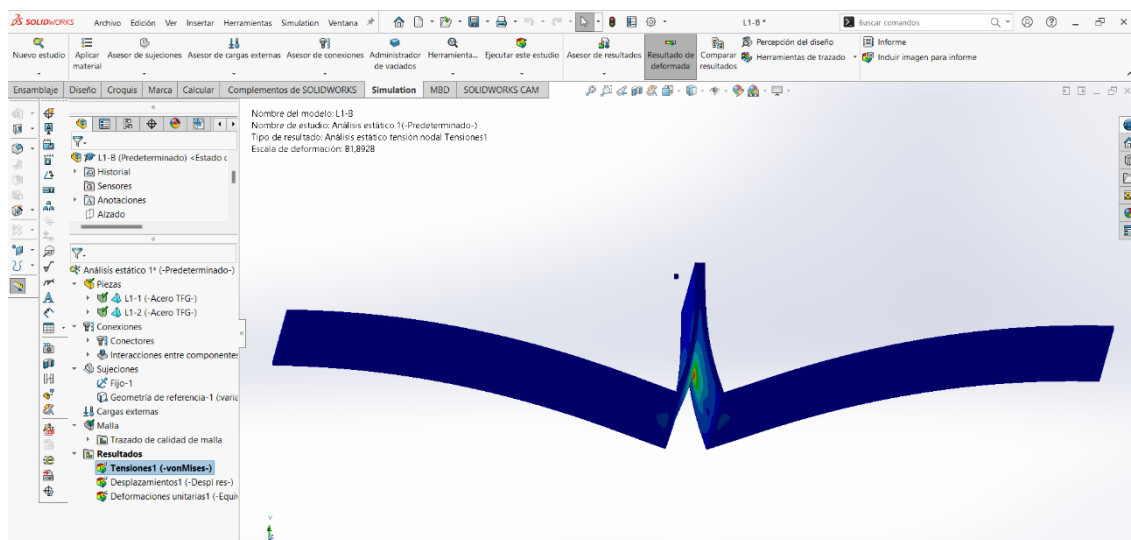 SOLIDWORKS Archivo Edición Ver Insertar Herramientas Simulation Ventana L1-B * Buscar comandos
Nuevo estudio Aplicar material Asesor de sujeciones Asesor de cargas externas Asesor de conexiones Administrador de vaciados Herramienta... Ejecutar este estudio Asesor de resultados Resultado de deformada Comparar resultados Percepción del diseño Informe
Herramientas de trazado Incluir imagen para informe
Ensamblaje Diseño Croquis Marca Calcular Complementos de SOLIDWORKS Simulation MBD SOLIDWORKS CAM
Nombre del modelo: L1-B
Nombre de estudio: Análisis estático 1(-Predeterminado-)
Tipo de resultado: Análisis estático tensión nodal Tensiones1
Escala de deformación: 81,8928
L1-B (Predeterminado) <Estado c
Historial
Sensores
Anotaciones
Alzado
Análisis estático 1* (-Predeterminado-)
Piezas
L1-1 (-Acero TFG-)
L1-2 (-Acero TFG-)
Conexiones
Conectores
Interacciones entre componentes
Sujeciones
Fijo-1
Geometría de referencia-1 (varia
Cargas externas
Malla
Trazado de calidad de malla
Resultados
Tensiones1 (-vonMises-)
Desplazamientos1 (-Despl res-)
Deformaciones unitarias1 (-Equiv
Y